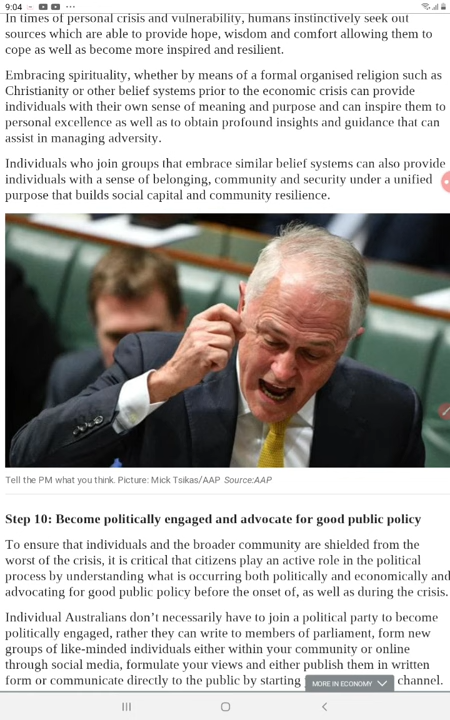 9:04
In times of personal crisis and vulnerability, humans instinctively seek out
sources which are able to provide hope, wisdom and comfort allowing them to
cope as well as become more inspired and resilient.
Embracing spirituality, whether by means of a formal organised religion such as
Christianity or other belief systems prior to the economic crisis can provide
individuals with their own sense of meaning and purpose and can inspire them to
personal excellence as well as to obtain profound insights and guidance that can
assist in managing adversity.
Individuals who join groups that embrace similar belief systems can also provide
individuals with a sense of belonging, community and security under a unified
purpose that builds social capital and community resilience.
Tell the PM what you think. Picture: Mick Tsikas/AAP Source:AAP
Step 10: Become politically engaged and advocate for good public policy
To ensure that individuals and the broader community are shielded from the
worst of the crisis, it is critical that citizens play an active role in the political
process by understanding what is occurring both politically and economically and
advocating for good public policy before the onset of, as well as during the crisis.
Individual Australians don't necessarily have to join a political party to become
politically engaged, rather they can write to members of parliament, form new
groups of like-minded individuals either within your community or online
through social media, formulate your views and either publish them in written
form or communicate directly to the public by starting MORE IN ECONOMY channel.